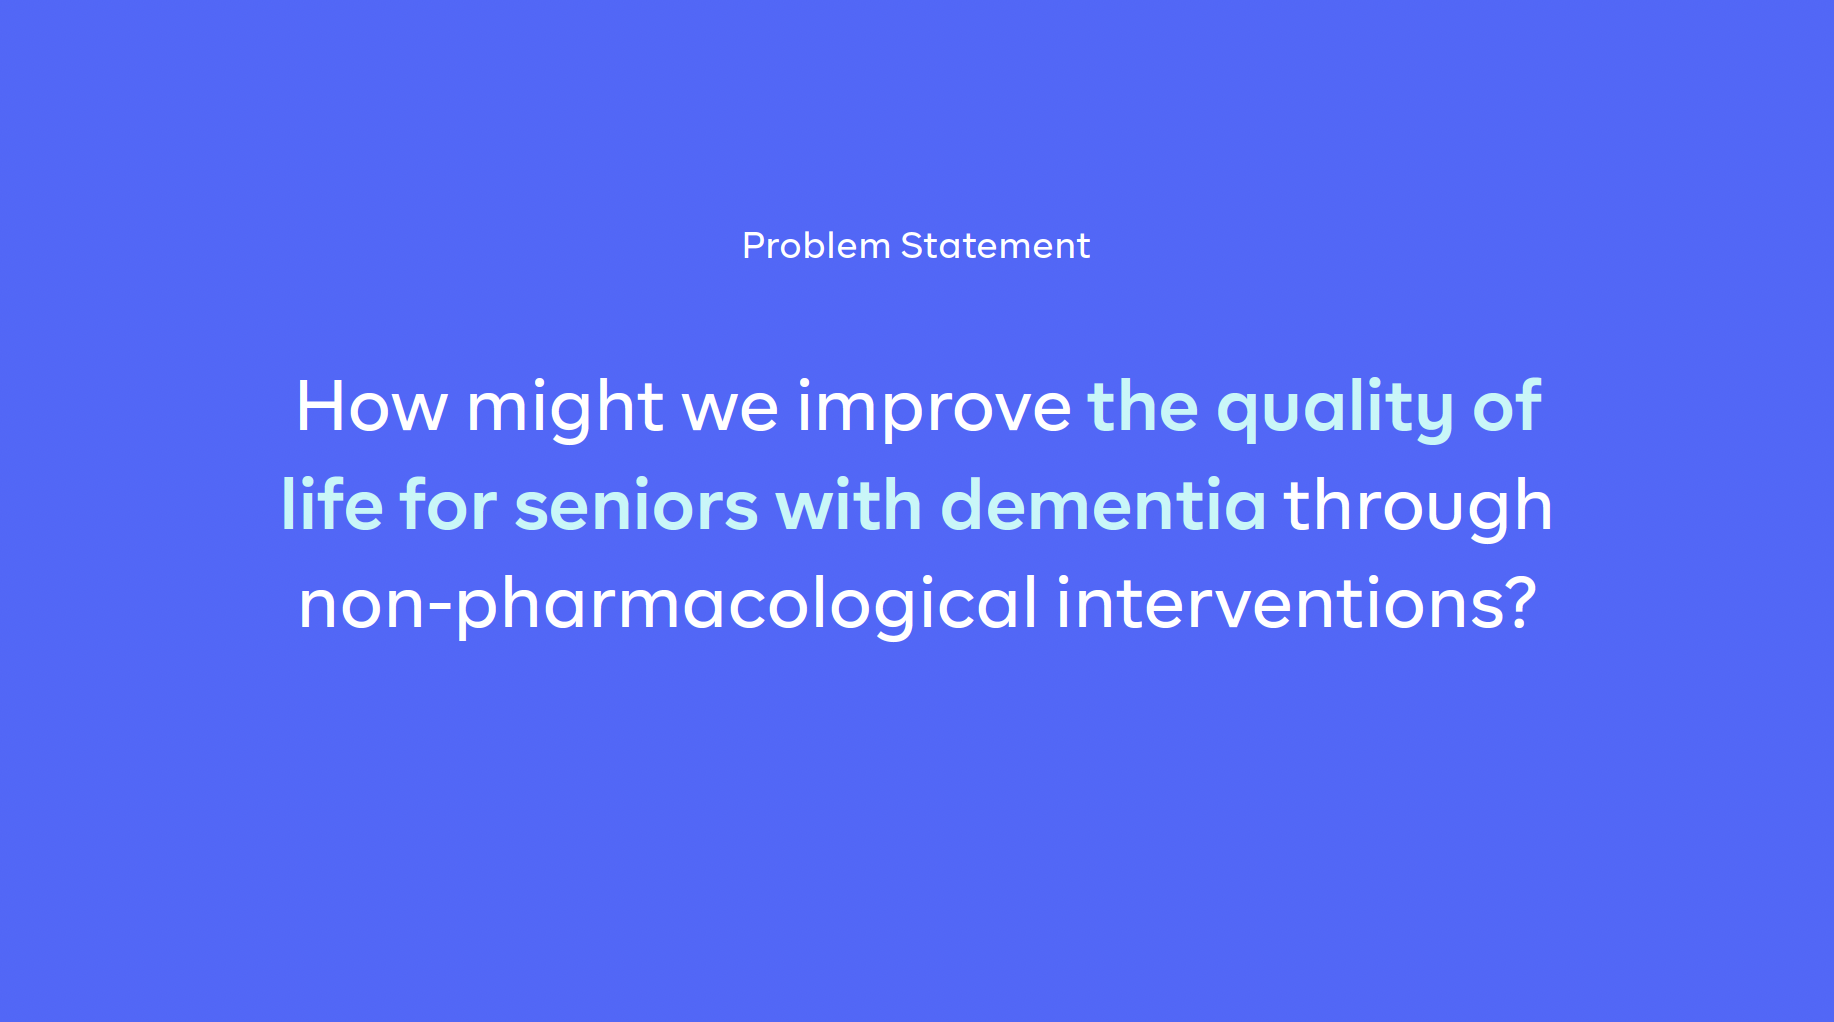 Problem Statement
How might we improve the quality of
life for seniors with dementia through
non-pharmacological interventions?